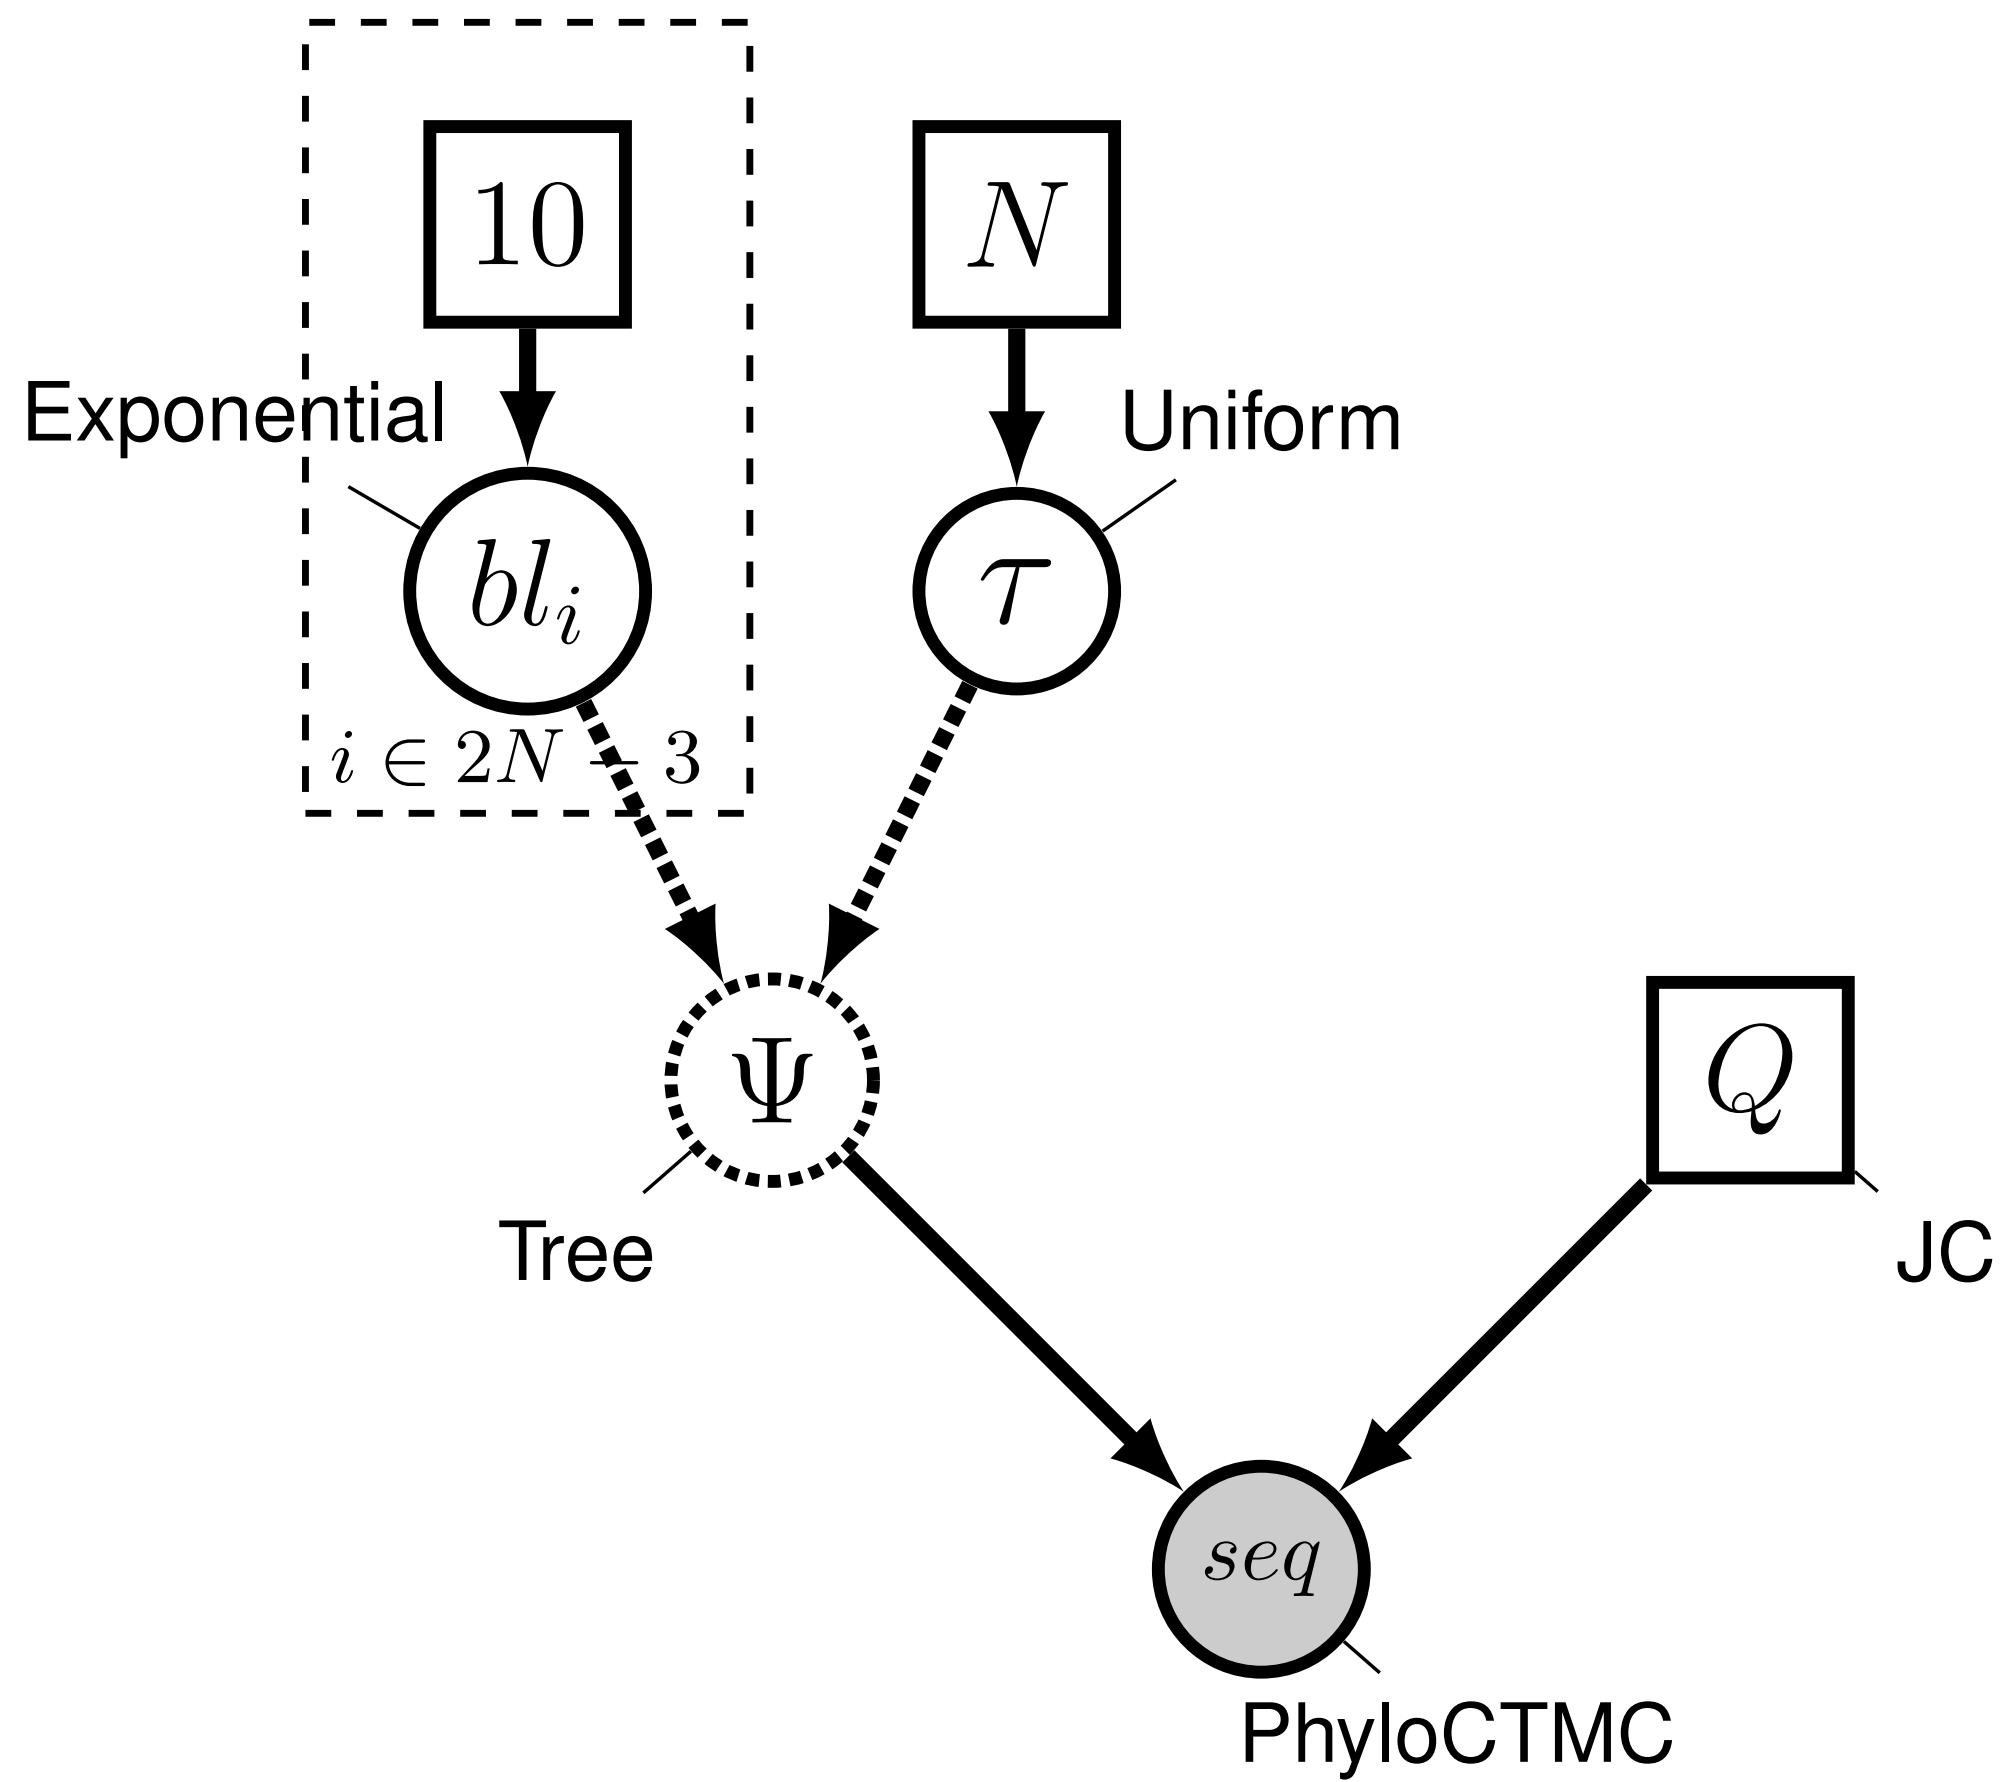 10
N
Exponential
Uniform
bl_i
τ
i ∈ 2N − 3
Ψ
Q
Tree
JC
seq
PhyloCTMC